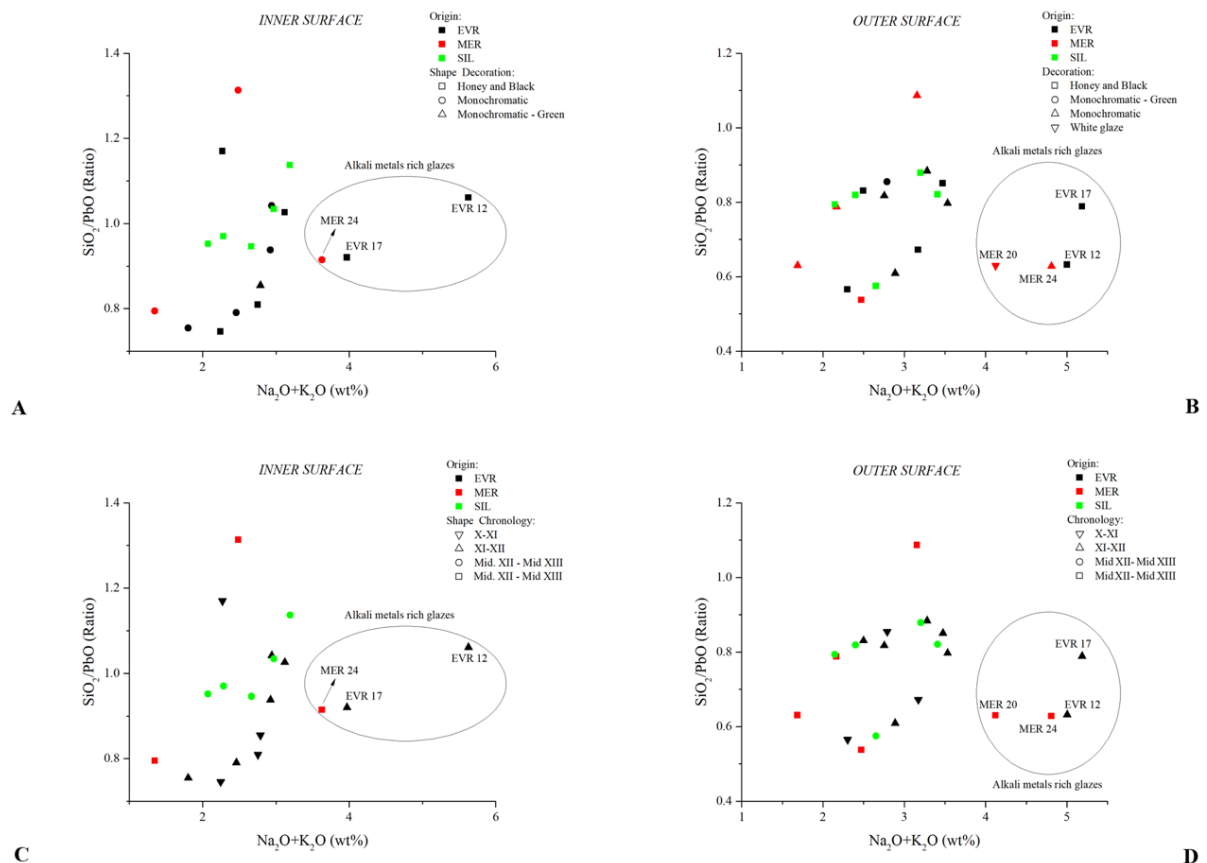 INNER SURFACE
Origin:
EVR
MER
SIL
Shape Decoration:
Honey and Black
Monochromatic
Monochromatic - Green
1.4
1.2
1.0
0.8
SiO₂/PbO (Ratio)
Alkali metals rich glazes
MER 24
EVR 17
EVR 12
2
4
6
Na₂O+K₂O (wt%)
A
OUTER SURFACE
Origin:
EVR
MER
SIL
Decoration:
Honey and Black
Monochromatic - Green
Monochromatic
White glaze
1.2
1.0
0.8
0.6
0.4
SiO₂/PbO (Ratio)
Alkali metals rich glazes
EVR 17
MER 20
EVR 12
MER 24
1
2
3
4
5
6
Na₂O+K₂O (wt%)
B
INNER SURFACE
Origin:
EVR
MER
SIL
Shape Chronology:
X-XI
XI-XII
Mid. XII - Mid XIII
Mid. XII - Mid XIII
1.4
1.2
1.0
0.8
SiO₂/PbO (Ratio)
Alkali metals rich glazes
MER 24
EVR 17
EVR 12
2
4
6
Na₂O+K₂O (wt%)
C
OUTER SURFACE
Origin:
EVR
MER
SIL
Chronology:
X-XI
XI-XII
Mid XII- Mid XIII
Mid XII- Mid XIII
1.2
1.0
0.8
0.6
0.4
SiO₂/PbO (Ratio)
EVR 17
MER 20
EVR 12
MER 24
Alkali metals rich glazes
1
2
3
4
5
6
Na₂O+K₂O (wt%)
D